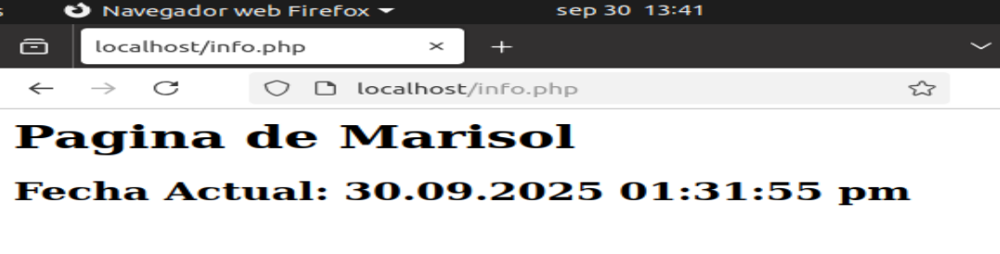 s Navegador web Firefox sep 30 13:41
localhost/info.php
localhost/info.php
Pagina de Marisol
Fecha Actual: 30.09.2025 01:31:55 pm